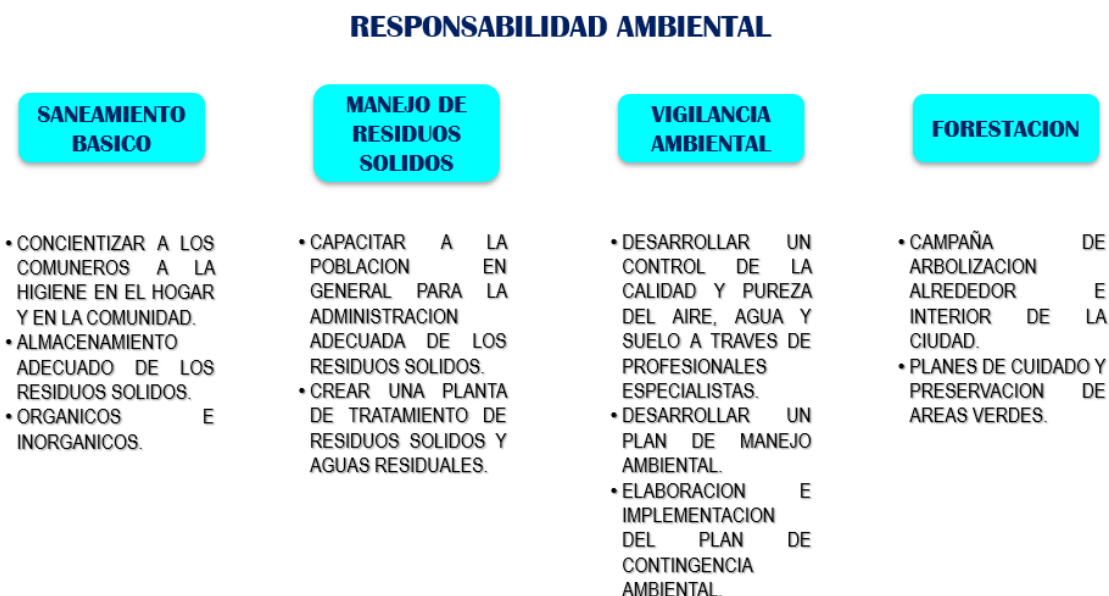 RESPONSABILIDAD AMBIENTAL
SANEAMIENTO
BASICO
• CONCIENTIZAR A LOS
COMUNEROS A LA
HIGIENE EN EL HOGAR
Y EN LA COMUNIDAD.
• ALMACENAMIENTO
ADECUADO DE LOS
RESIDUOS SOLIDOS.
• ORGANICOS E
INORGANICOS.
MANEJO DE
RESIDUOS
SOLIDOS
• CAPACITAR A LA
POBLACION EN
GENERAL PARA LA
ADMINISTRACION
ADECUADA DE LOS
RESIDUOS SOLIDOS.
• CREAR UNA PLANTA
DE TRATAMIENTO DE
RESIDUOS SOLIDOS Y
AGUAS RESIDUALES.
VIGILANCIA
AMBIENTAL
• DESARROLLAR UN
CONTROL DE LA
CALIDAD Y PUREZA
DEL AIRE, AGUA Y
SUELO A TRAVES DE
PROFESIONALES
ESPECIALISTAS.
• DESARROLLAR UN
PLAN DE MANEJO
AMBIENTAL.
• ELABORACION E
IMPLEMENTACION
DEL PLAN DE
CONTINGENCIA
AMBIENTAL.
FORESTACION
• CAMPAÑA DE
ARBOLIZACION
ALREDEDOR E
INTERIOR DE LA
CIUDAD.
• PLANES DE CUIDADO Y
PRESERVACION DE
AREAS VERDES.